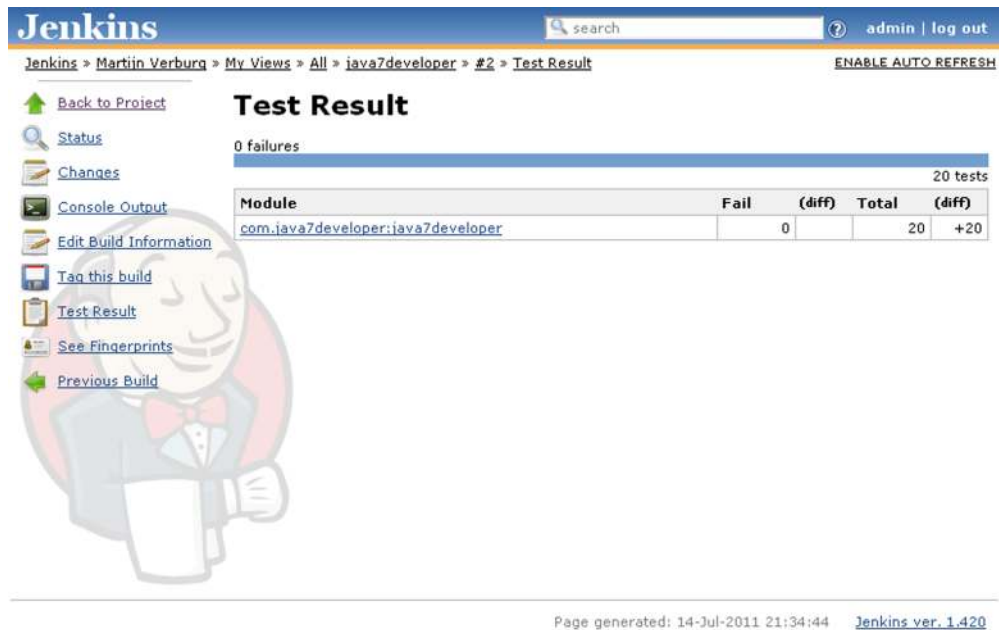 Jenkins
search
admin | log out
Jenkins » Martijn Verburg » My Views » All » java7developer » #2 » Test Result
ENABLE AUTO REFRESH
Back to Project
Status
Changes
Console Output
Edit Build Information
Tag this build
Test Result
See Fingerprints
Previous Build
Test Result
0 failures
20 tests
Module Fail (diff) Total (diff)
com.java7developer:java7developer 0 20 +20
Page generated: 14-Jul-2011 21:34:44 Jenkins ver. 1.420